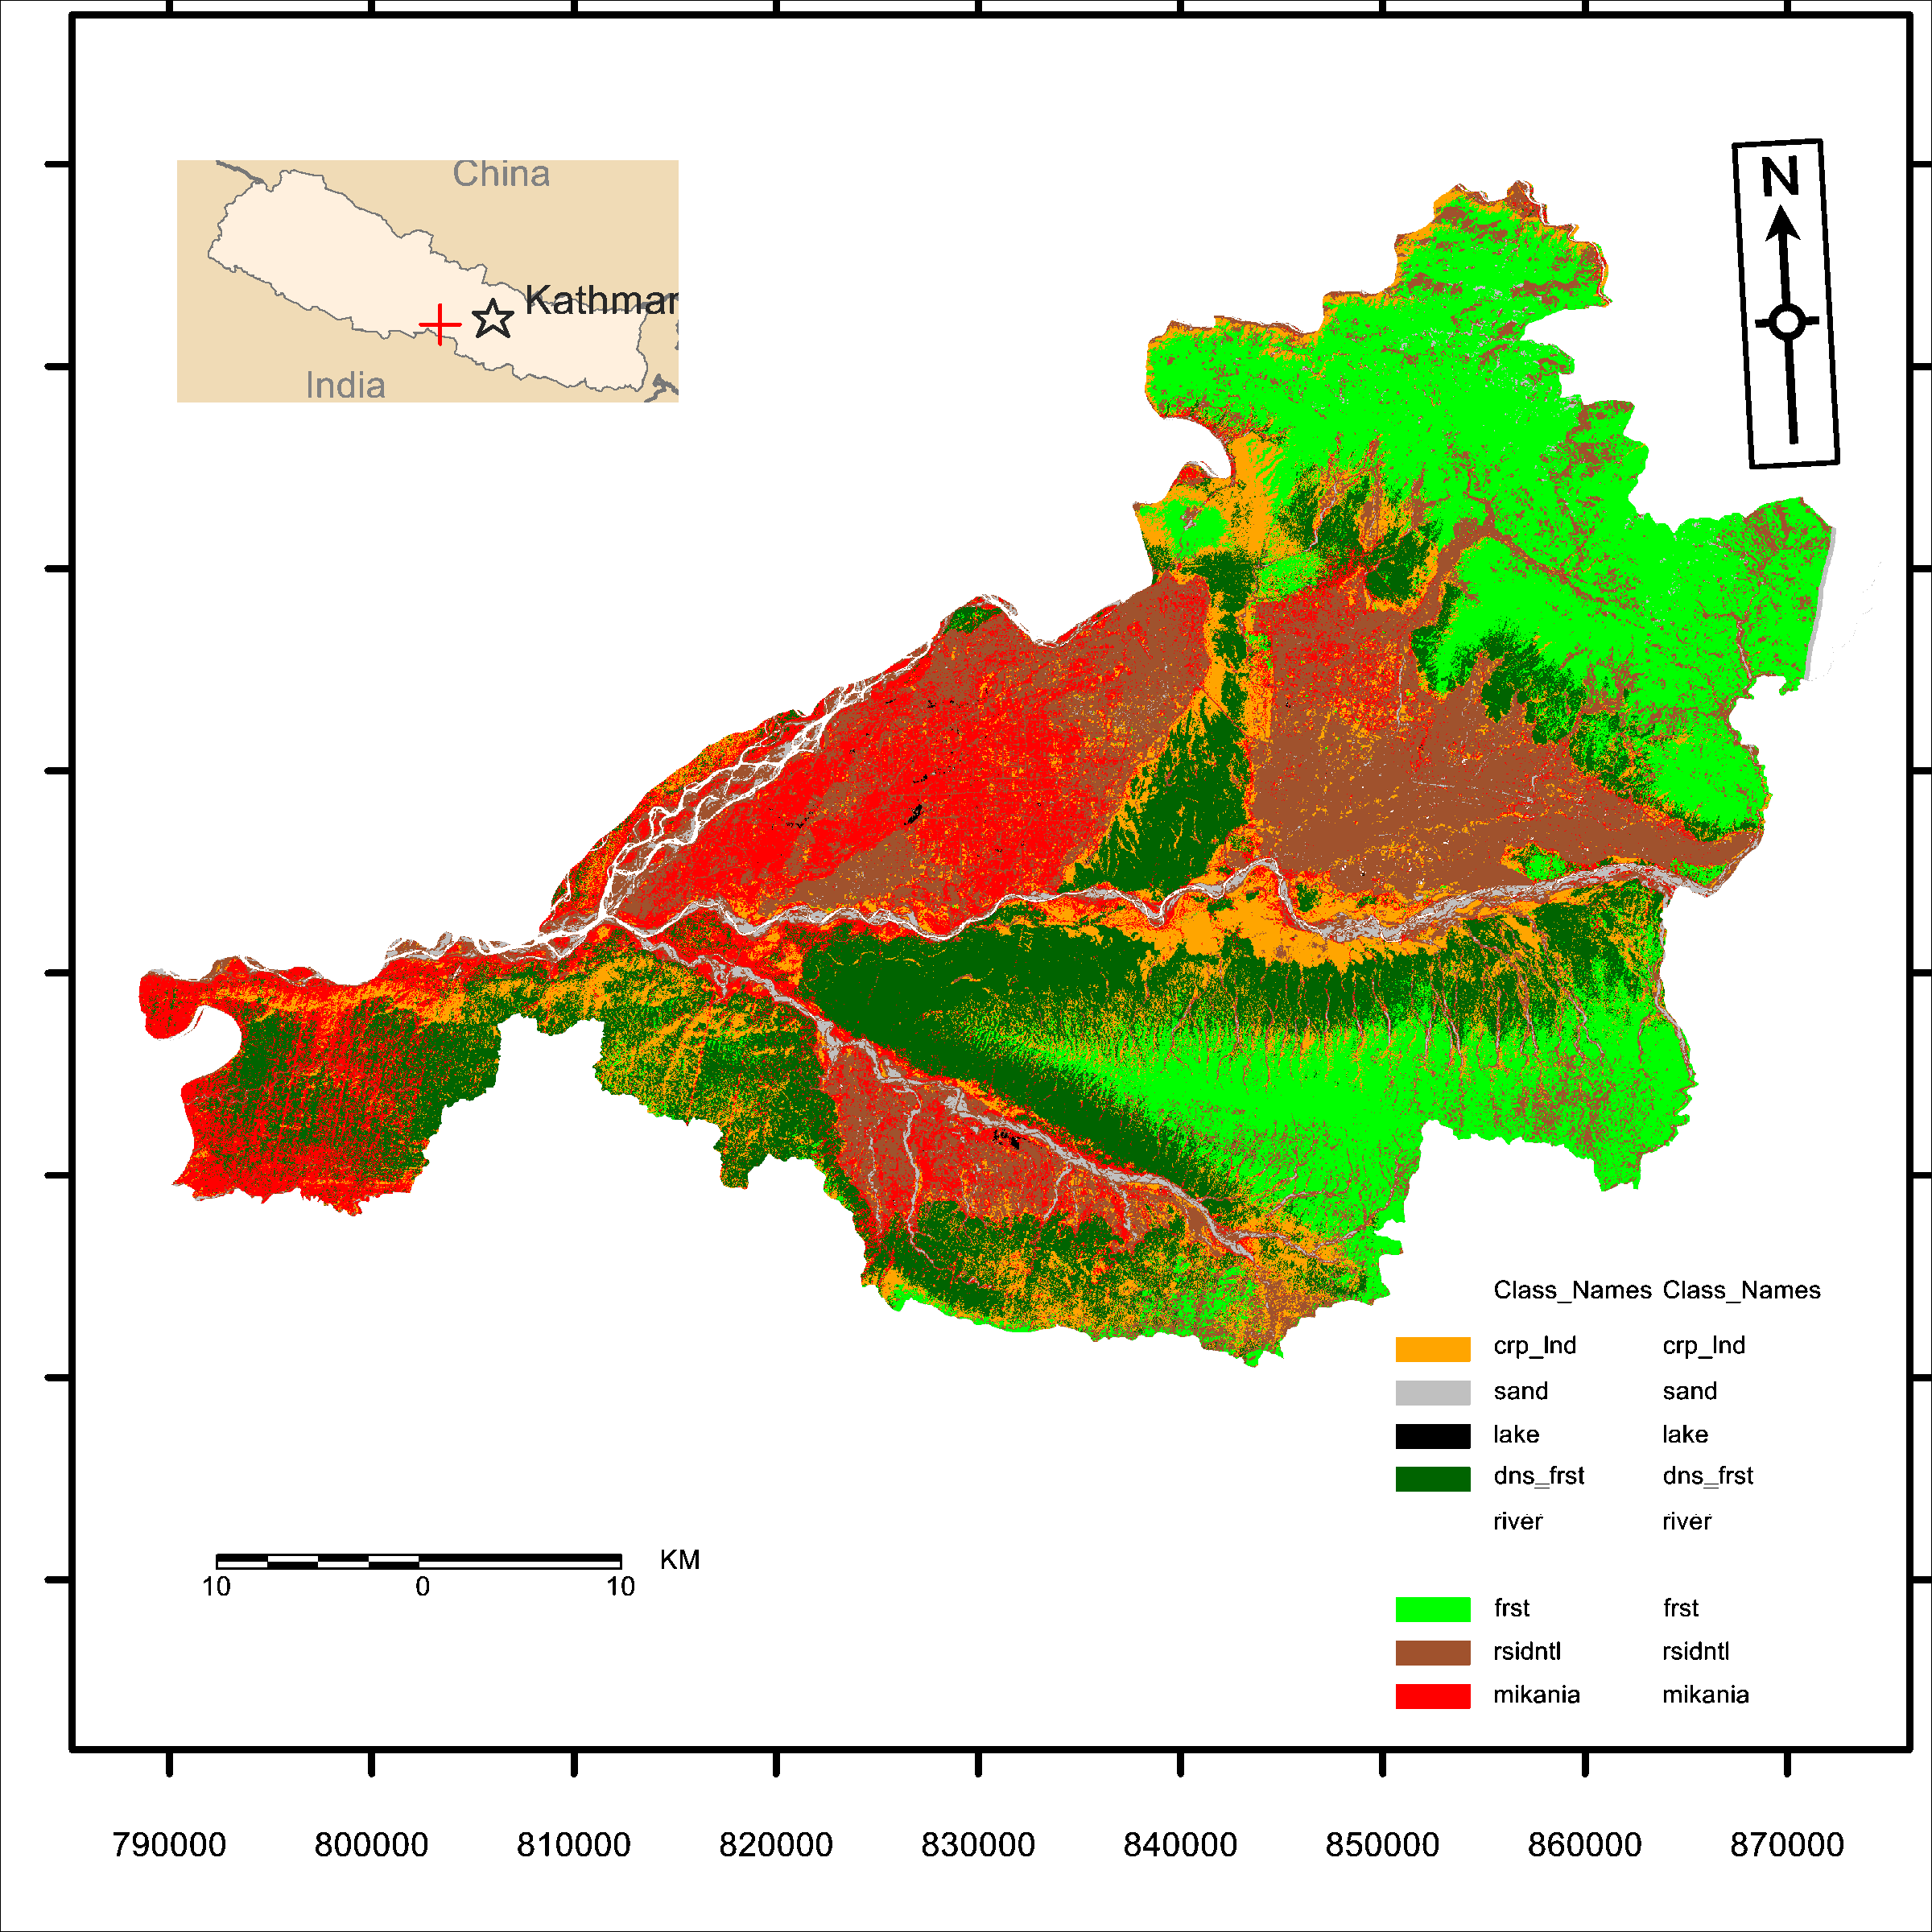 China
N
Kathmar
India
Class_Names Class_Names
crp_lnd crp_lnd
sand sand
lake lake
dns_frst dns_frst
river river
KM
10 0 10
frst frst
rsidntl rsidntl
mikania mikania
790000 800000 810000 820000 830000 840000 850000 860000 870000